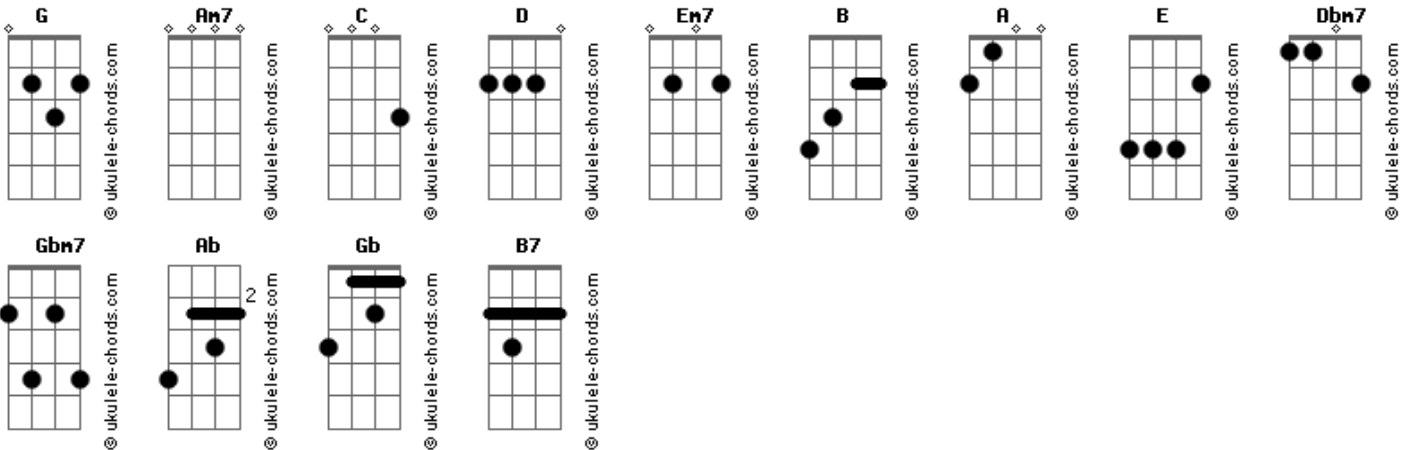 G Am7 C D Em7 B A E Dbm7
© ukulele-chords.com © ukulele-chords.com © ukulele-chords.com © ukulele-chords.com © ukulele-chords.com © ukulele-chords.com © ukulele-chords.com © ukulele-chords.com © ukulele-chords.com
Gbm7 Ab Gb B7
2
© ukulele-chords.com © ukulele-chords.com © ukulele-chords.com © ukulele-chords.com